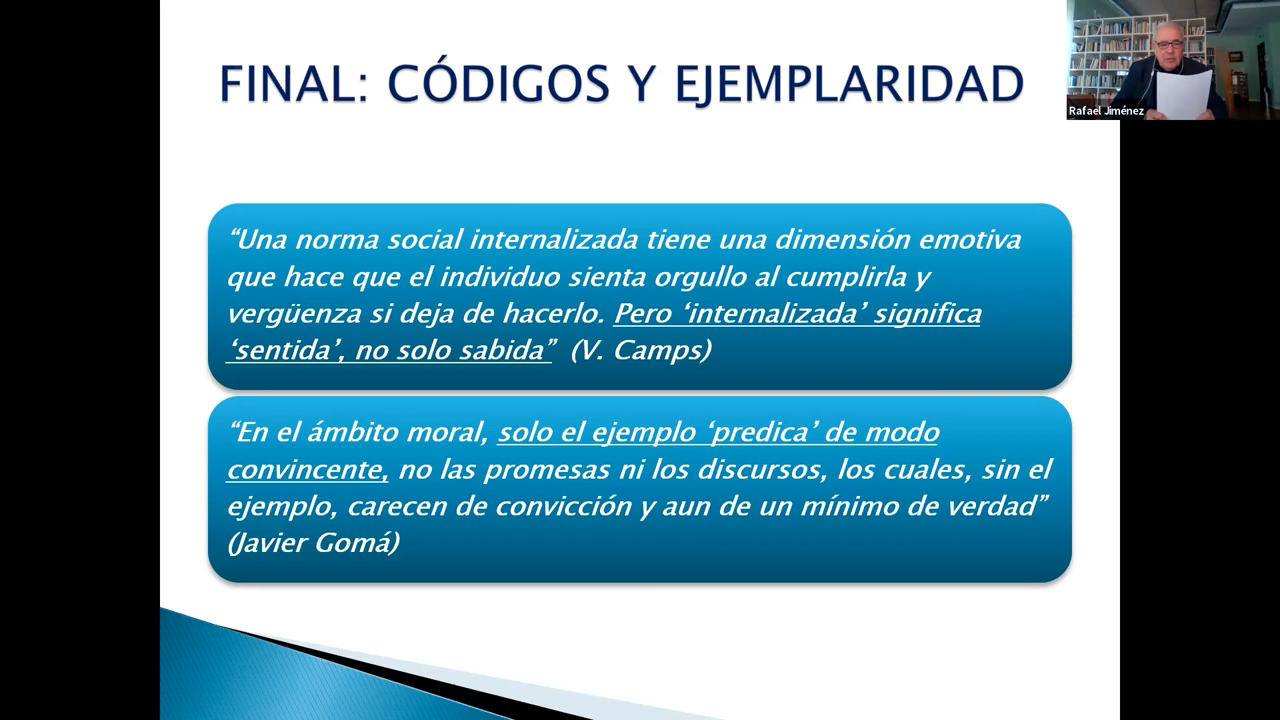 FINAL: CÓDIGOS Y EJEMPLARIDAD
Rafael Jiménez
“Una norma social internalizada tiene una dimensión emotiva
que hace que el individuo sienta orgullo al cumplirla y
vergüenza si deja de hacerlo. Pero ‘internalizada’ significa
‘sentida’, no solo sabida” (V. Camps)
“En el ámbito moral, solo el ejemplo ‘predica’ de modo
convincente, no las promesas ni los discursos, los cuales, sin el
ejemplo, carecen de convicción y aun de un mínimo de verdad”
(Javier Gomá)